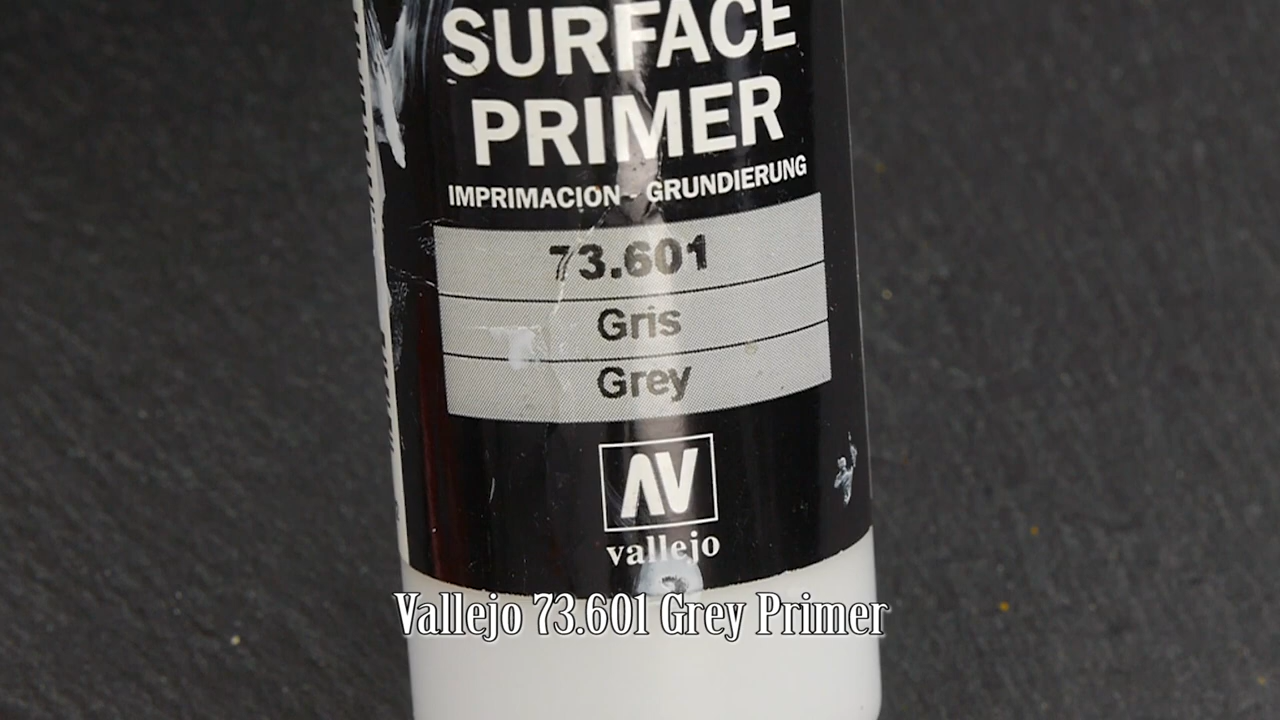 SURFACE
PRIMER
IMPRIMACION - GRUNDIERUNG
73.601
Gris
Grey
AV
vallejo
Vallejo 73.601 Grey Primer